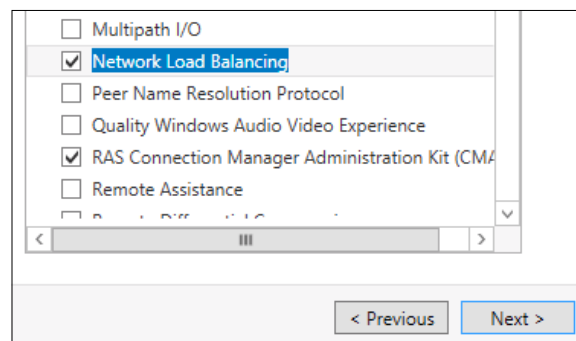 Multipath I/O
Network Load Balancing
Peer Name Resolution Protocol
Quality Windows Audio Video Experience
RAS Connection Manager Administration Kit (CMA
Remote Assistance
< Previous
Next >